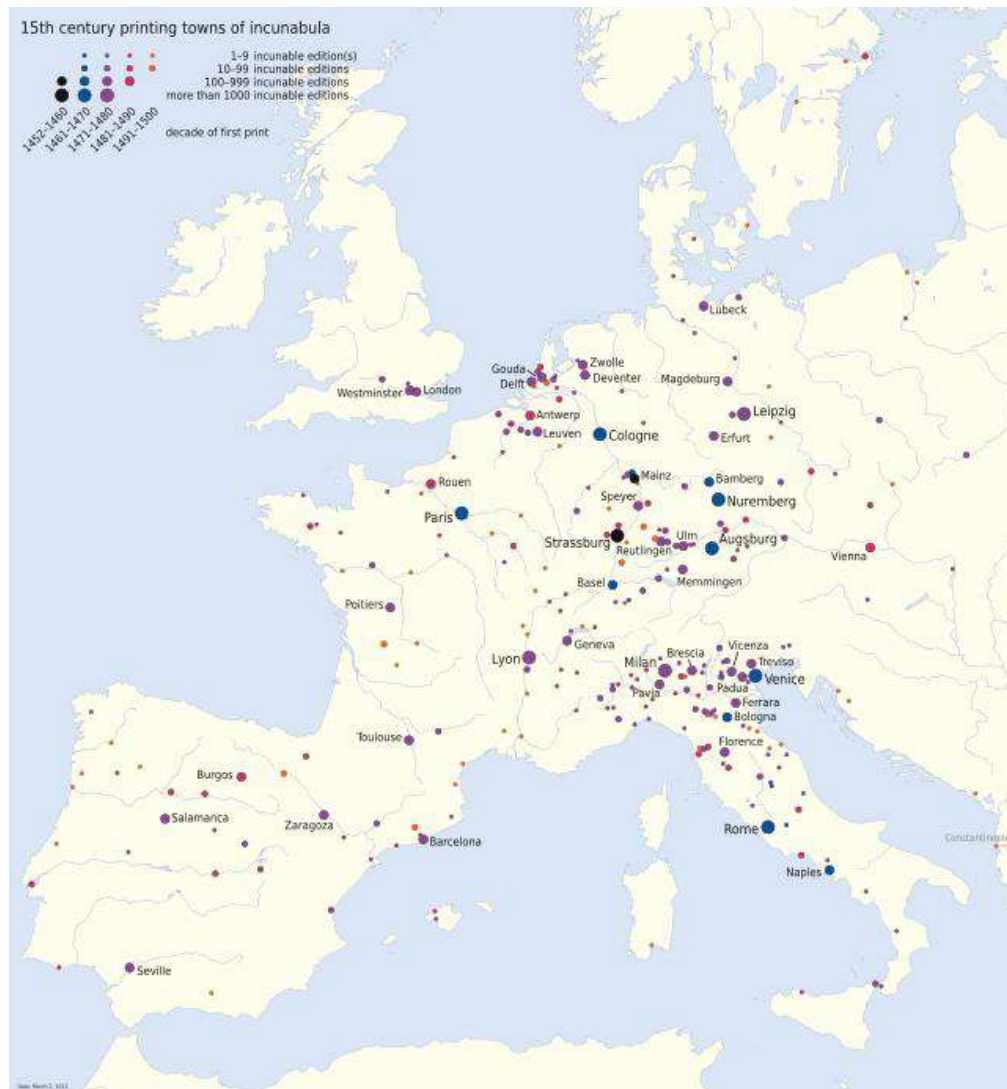 15th century printing towns of incunabula
1–9 incunable edition(s)
10–99 incunable editions
100–999 incunable editions
more than 1000 incunable editions
1452–1460
1461–1470
1471–1480
1481–1490
1491–1500
decade of first print
Lübeck
Zwolle
Gouda
Delft
Deventer
Magdeburg
Westminster
London
Antwerp
Leipzig
Leuven
Cologne
Erfurt
Mainz
Bamberg
Rouen
Speyer
Nuremberg
Paris
Strassburg
Ulm
Augsburg
Reutlingen
Vienna
Basel
Memmingen
Poitiers
Geneva
Vicenza
Brescia
Lyon
Milan
Treviso
Venice
Pavia
Padua
Ferrara
Bologna
Toulouse
Florence
Burgos
Salamanca
Zaragoza
Rome
Barcelona
Constantinople
Naples
Seville